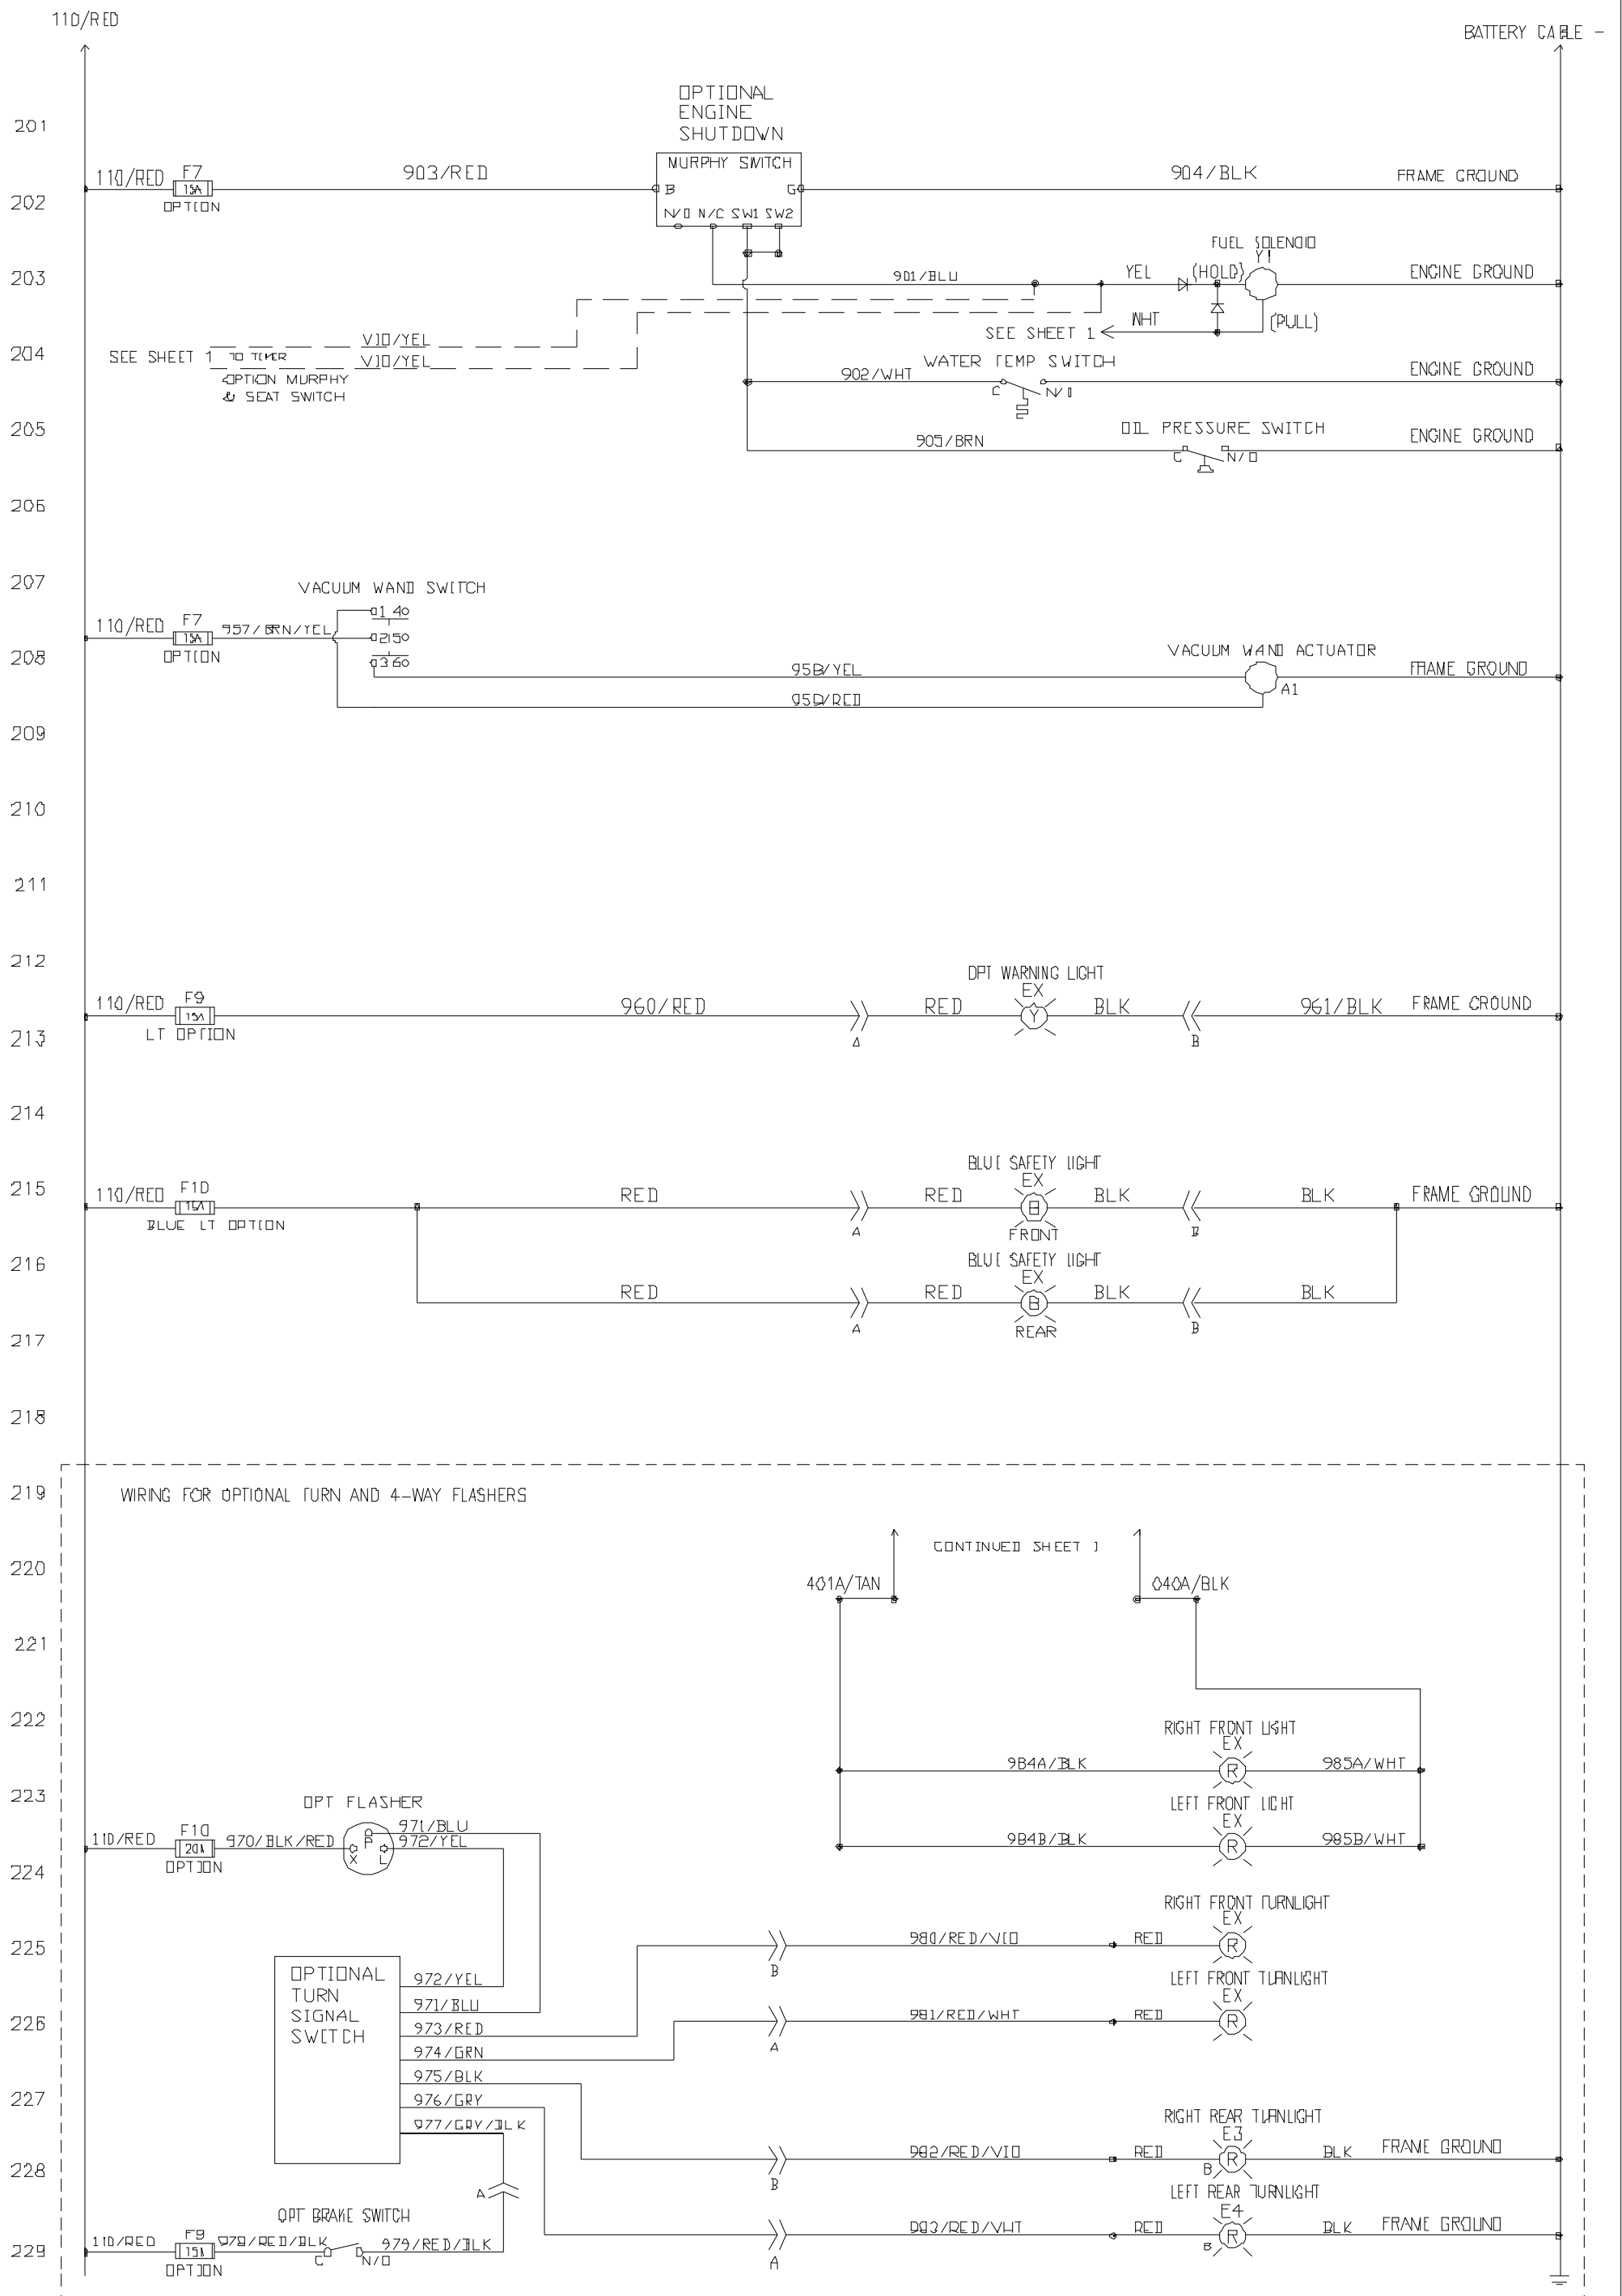 110/RED
BATTERY CABLE -
OPTIONAL
ENGINE
SHUTDOWN
201
MURPHY SWITCH
110/RED F7 903/RED B G 904/BLK FRAME GROUND
15A
OPTION
202
N/O N/C SW1 SW2
FUEL SOLENOID
Y1
203
901/BLU YEL (HOLD) ENGINE GROUND
WHT (PULL)
SEE SHEET 1
VIO/YEL
204
SEE SHEET 1 TO TIMER VIO/YEL
WATER TEMP SWITCH
OPTION MURPHY
& SEAT SWITCH
902/WHT C N/O ENGINE GROUND
205
OIL PRESSURE SWITCH
905/BRN C N/O ENGINE GROUND
206
207
VACUUM WAND SWITCH
1 4
110/RED F7 957/BRN/YEL 2 5
15A
OPTION
3 6
208
VACUUM WAND ACTUATOR
958/YEL A1 FRAME GROUND
95 /RED
209
210
211
212
OPT WARNING LIGHT
EX
110/RED F9 960/RED RED Y BLK 961/BLK FRAME GROUND
15A
LT OPTION
A B
213
214
BLUE SAFETY LIGHT
215
EX
110/RED F10 RED RED B BLK BLK FRAME GROUND
15A
BLUE LT OPTION
A FRONT B
216
BLUE SAFETY LIGHT
EX
RED RED B BLK BLK
A REAR B
217
218
219
WIRING FOR OPTIONAL TURN AND 4-WAY FLASHERS
CONTINUED SHEET 1
220
401A/TAN 040A/BLK
221
222
RIGHT FRONT LIGHT
EX
984A/BLK R 985A/WHT
223
OPT FLASHER
LEFT FRONT LIGHT
EX
971/BLU
110/RED F10 970/BLK/RED P 972/YEL
20A
X L
OPTION
984B/BLK R 985B/WHT
224
RIGHT FRONT TURNLIGHT
EX
225
980/RED/VIO RED R
B
OPTIONAL
TURN
SIGNAL
SWITCH
972/YEL
971/BLU
973/RED
974/GRN
975/BLK
976/GRY
977/GRY/BLK
LEFT FRONT TURNLIGHT
EX
226
981/RED/WHT RED R
A
227
RIGHT REAR TURNLIGHT
E3
982/RED/VIO RED R BLK FRAME GROUND
B B
228
A
LEFT REAR TURNLIGHT
E4
OPT BRAKE SWITCH
983/RED/WHT RED R BLK FRAME GROUND
A B
229
110/RED F9 978/RED/BLK C N/O 979/RED/BLK
15A
OPTION